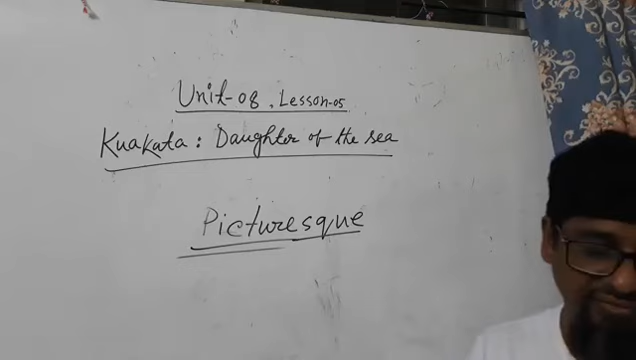 Unit-08, Lesson-05
Kuakata: Daughter of the sea
Picturesque